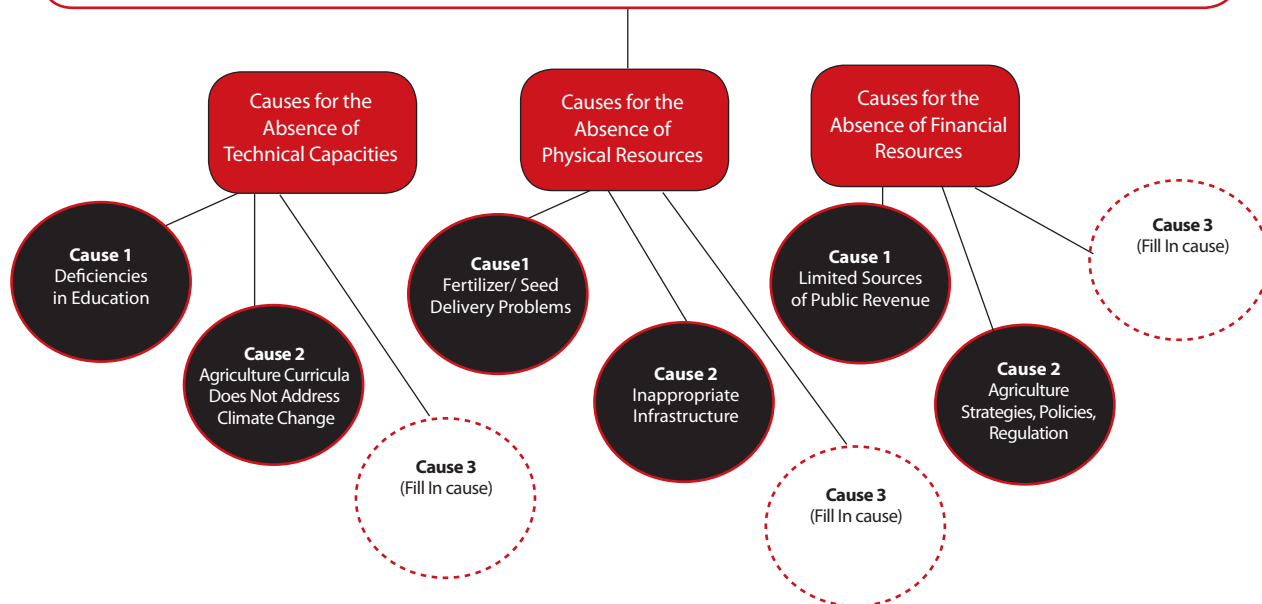 Causes for the
Absence of
Technical Capacities
Causes for the
Absence of
Physical Resources
Causes for the
Absence of Financial
Resources
Cause 1
Deficiencies
in Education
Cause 2
Agriculture Curricula
Does Not Address
Climate Change
Cause 3
(Fill In cause)
Cause1
Fertilizer/ Seed
Delivery Problems
Cause 2
Inappropriate
Infrastructure
Cause 3
(Fill In cause)
Cause 1
Limited Sources
of Public Revenue
Cause 2
Agriculture
Strategies, Policies,
Regulation
Cause 3
(Fill In cause)